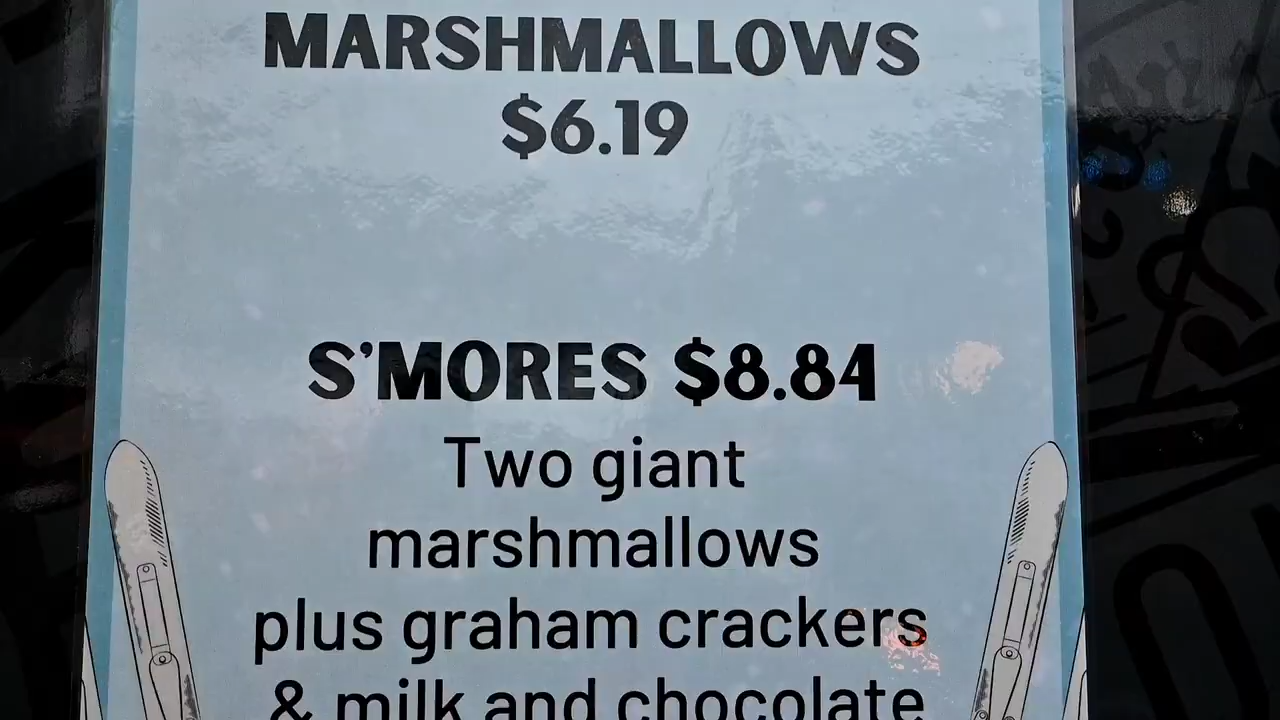 MARSHMALLOWS
$6.19
S'MORES $8.84
Two giant
marshmallows
plus graham crackers
& milk and chocolate